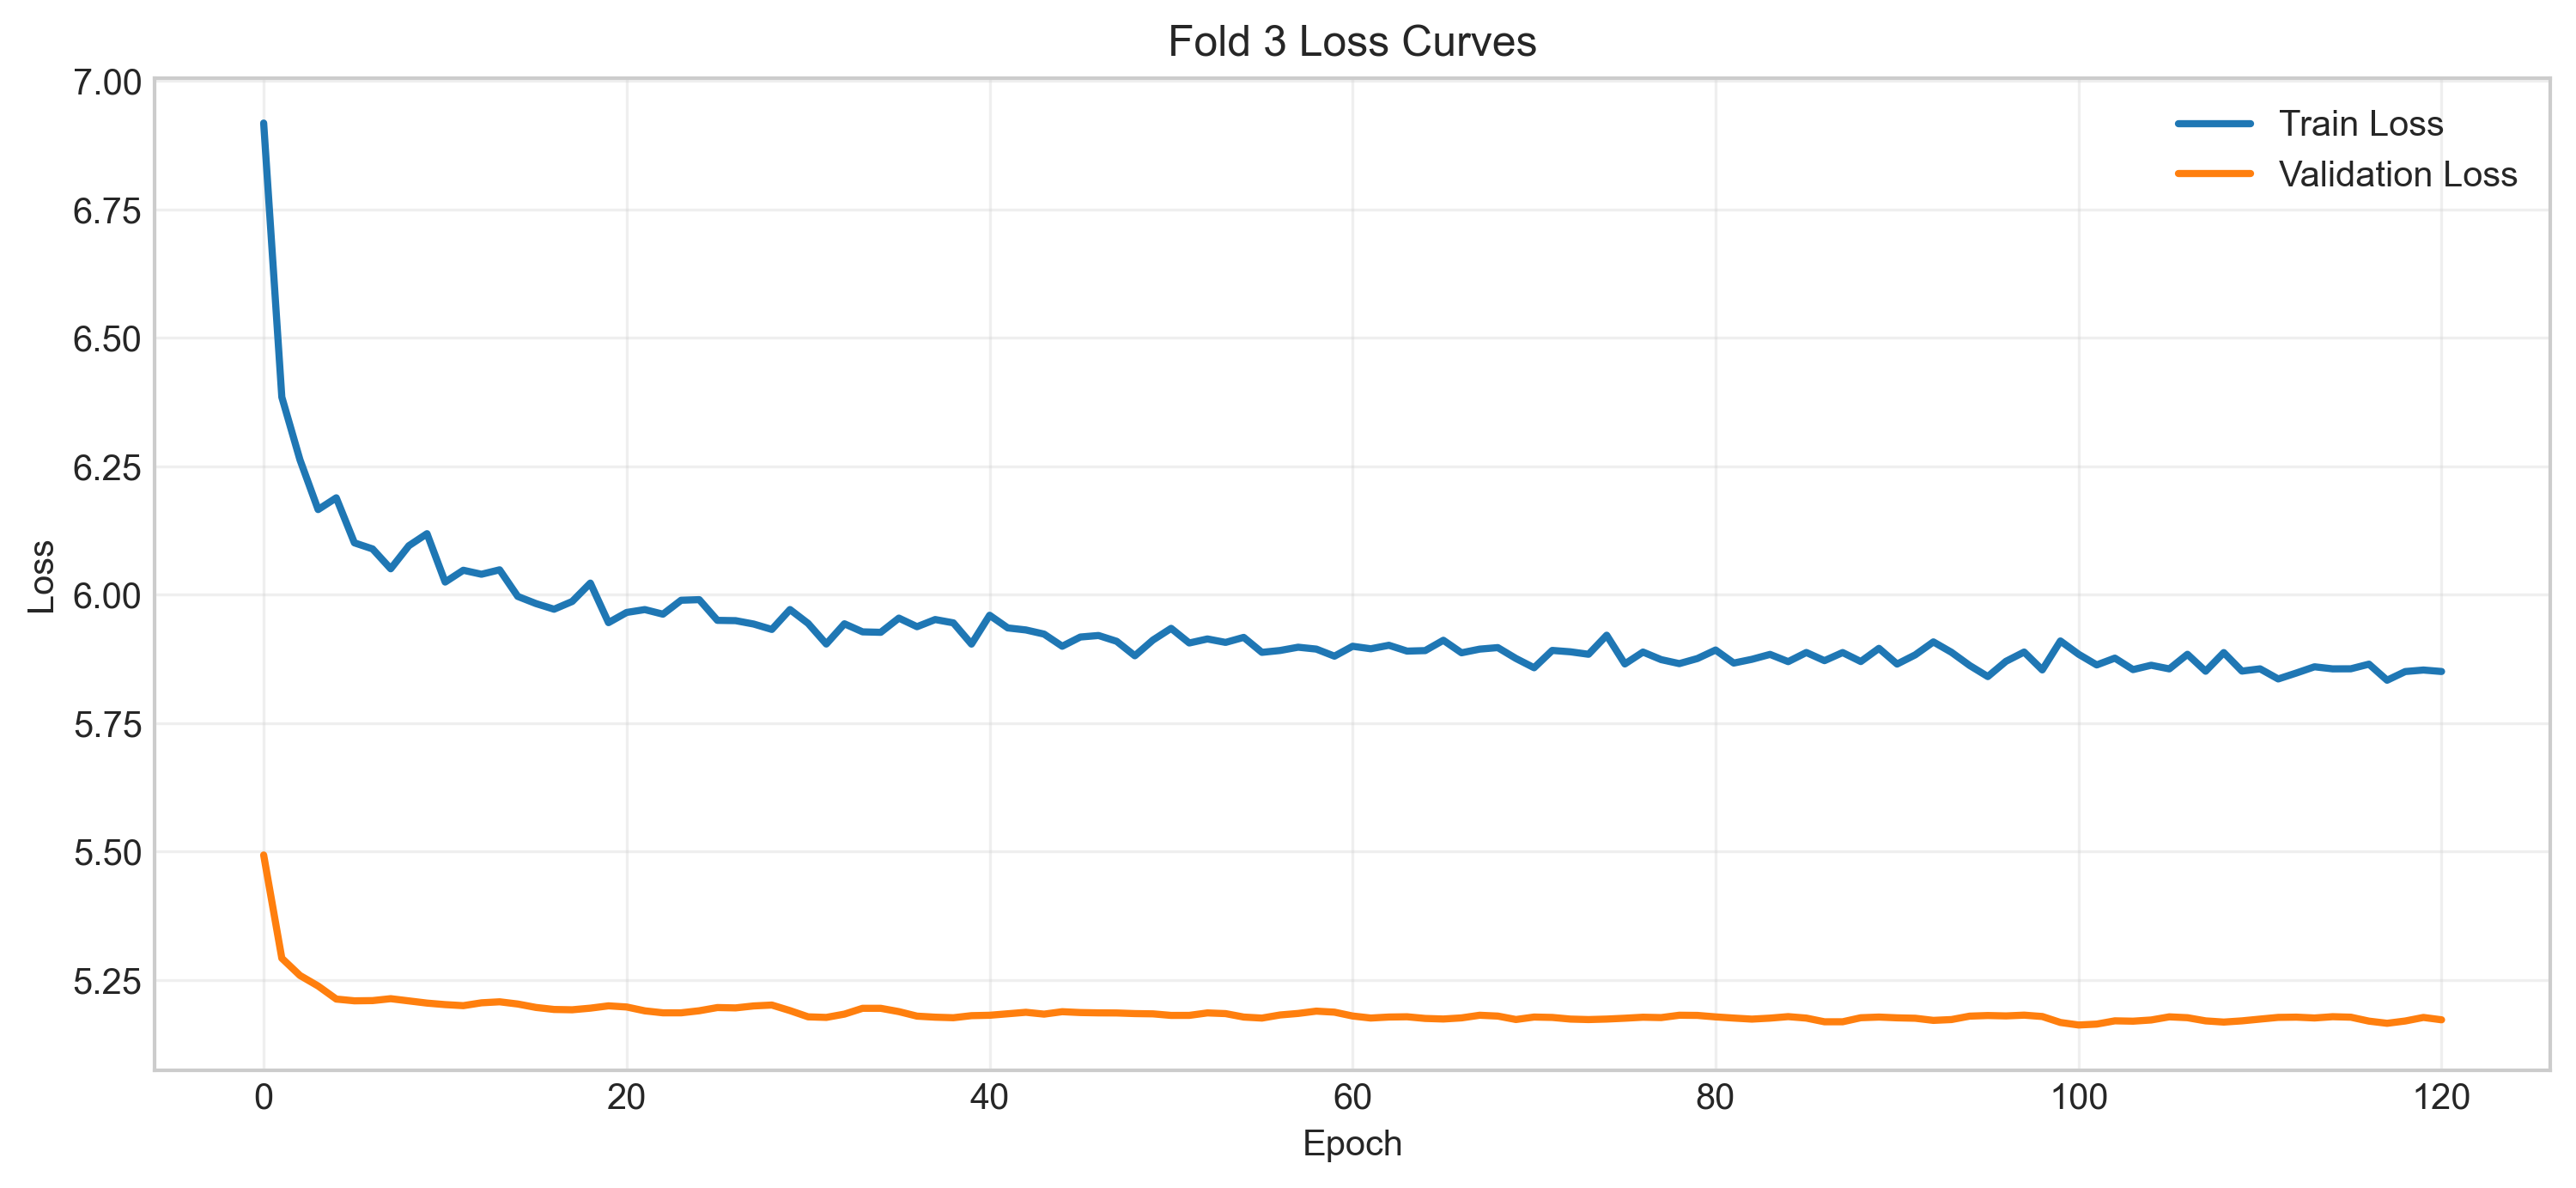 Fold 3 Loss Curves
7.00
6.75
6.50
6.25
6.00
5.75
5.50
5.25
Loss
Train Loss
Validation Loss
0 20 40 60 80 100 120
Epoch